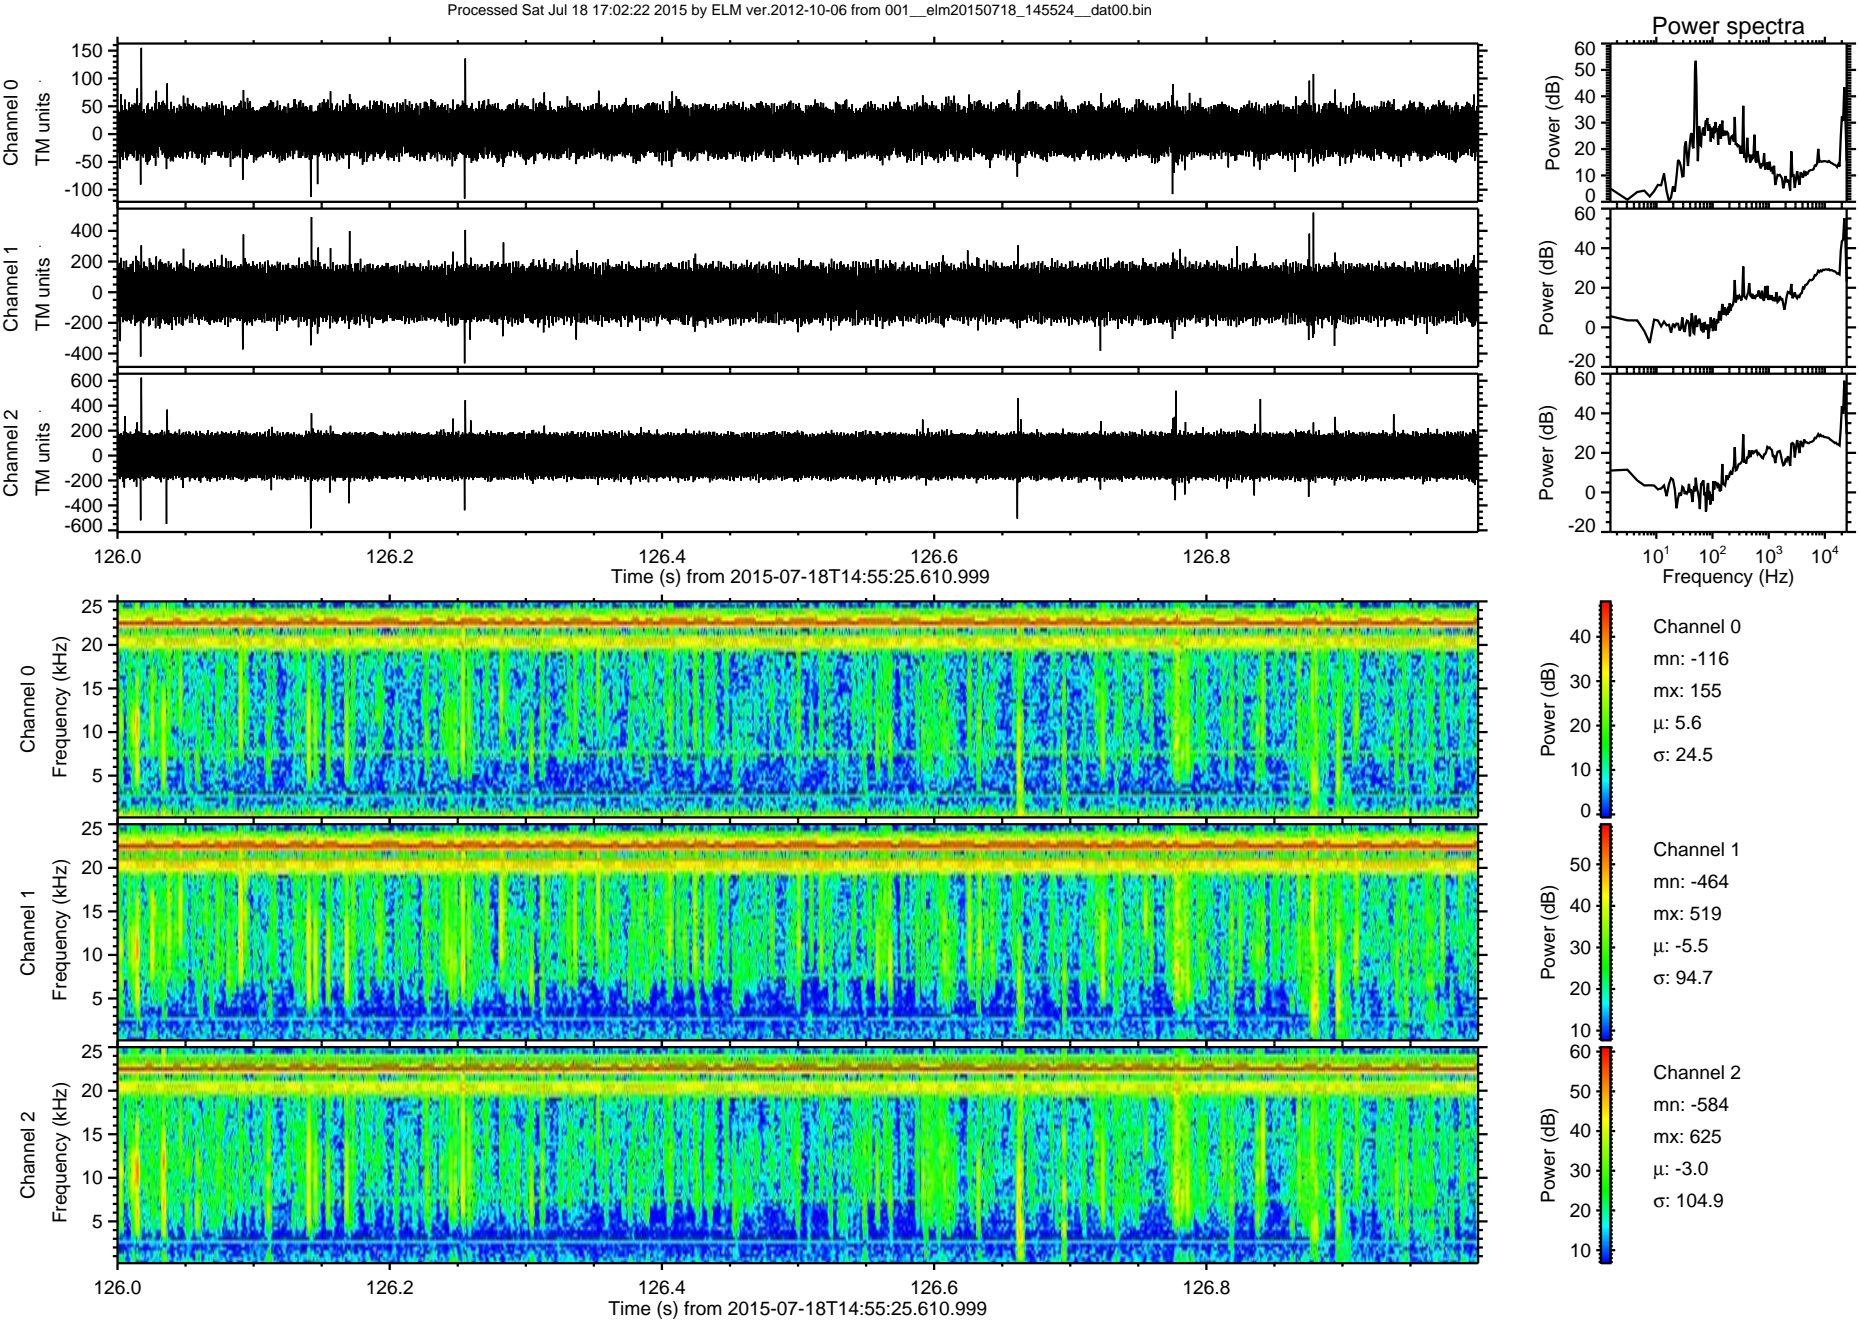 Processed Sat Jul 18 17:02:22 2015 by ELM ver.2012-10-06 from 001__elm20150718_145524__dat00.bin
Power spectra
Channel 0
TM units
150
100
50
0
-50
-100
Power (dB)
60
50
40
30
20
10
0
Channel 1
TM units
400
200
0
-200
-400
Power (dB)
60
40
20
0
-20
Channel 2
TM units
600
400
200
0
-200
-400
-600
Power (dB)
60
40
20
0
-20
126.0 126.2 126.4 126.6 126.8
Time (s) from 2015-07-18T14:55:25.610.999
10^1 10^2 10^3 10^4
Frequency (Hz)
Channel 0
Frequency (kHz)
25
20
15
10
5
Power (dB)
40
30
20
10
0
Channel 0
mn: -116
mx: 155
μ: 5.6
σ: 24.5
Channel 1
Frequency (kHz)
25
20
15
10
5
Power (dB)
50
40
30
20
10
Channel 1
mn: -464
mx: 519
μ: -5.5
σ: 94.7
Channel 2
Frequency (kHz)
25
20
15
10
5
Power (dB)
60
50
40
30
20
10
Channel 2
mn: -584
mx: 625
μ: -3.0
σ: 104.9
126.0 126.2 126.4 126.6 126.8
Time (s) from 2015-07-18T14:55:25.610.999